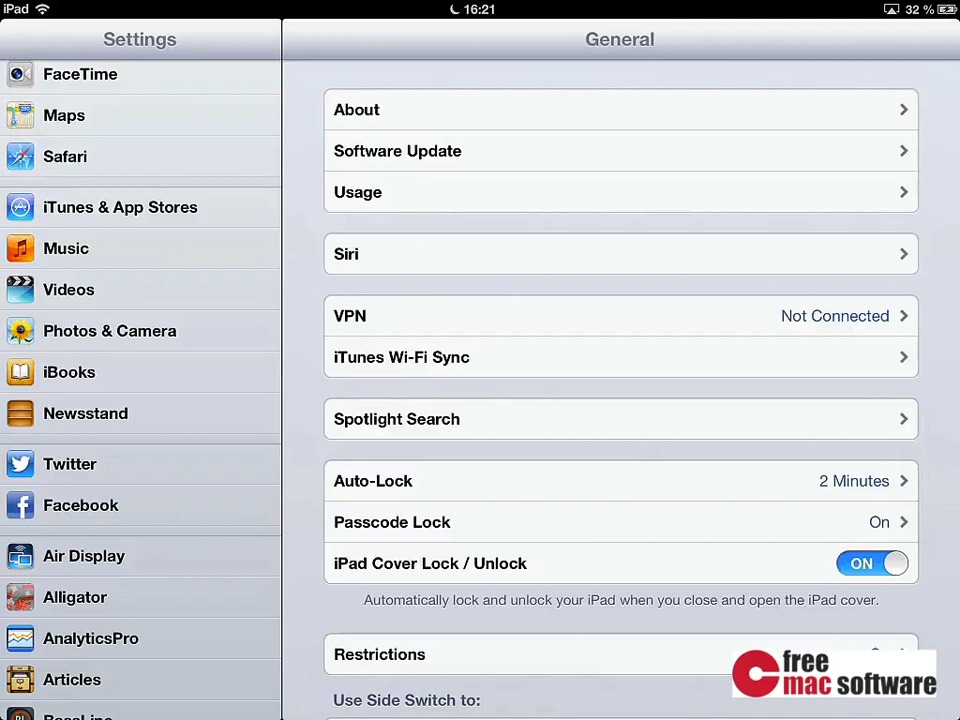 iPad 16:21 32 %
Settings
General
FaceTime
Maps
Safari
iTunes & App Stores
Music
Videos
Photos & Camera
iBooks
Newsstand
Twitter
Facebook
Air Display
Alligator
AnalyticsPro
Articles
About
Software Update
Usage
Siri
VPN Not Connected
iTunes Wi-Fi Sync
Spotlight Search
Auto-Lock 2 Minutes
Passcode Lock On
iPad Cover Lock / Unlock ON
Automatically lock and unlock your iPad when you close and open the iPad cover.
Restrictions
Use Side Switch to:
free
mac software